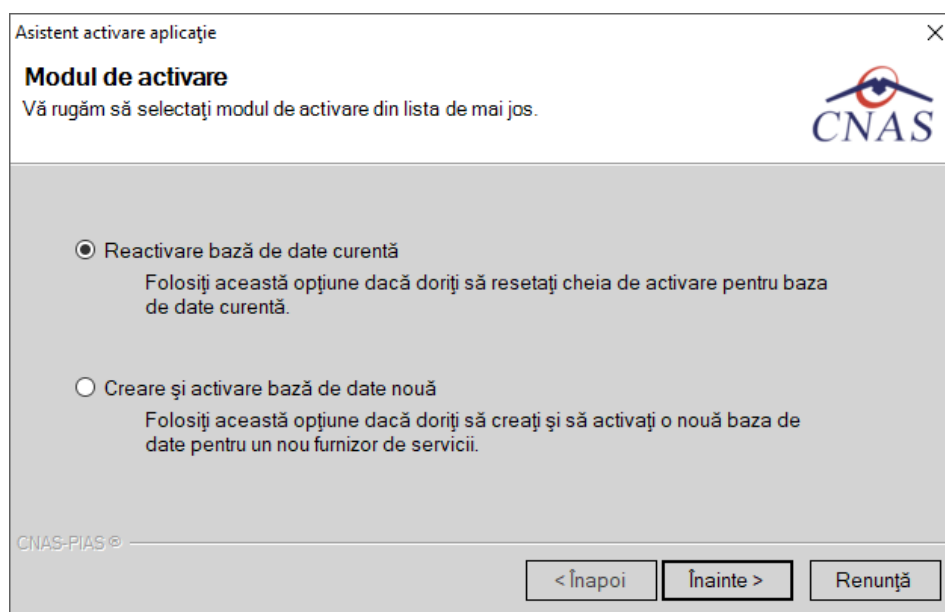 Asistent activare aplicaţie
Modul de activare
Vă rugăm să selectaţi modul de activare din lista de mai jos.
CNAS
Reactivare bază de date curentă
Folosiţi această opţiune dacă doriţi să resetaţi cheia de activare pentru baza
de date curentă.
Creare şi activare bază de date nouă
Folosiţi această opţiune dacă doriţi să creaţi şi să activaţi o nouă baza de
date pentru un nou furnizor de servicii.
CNAS-PIAS ®
< Înapoi
Înainte >
Renunţă